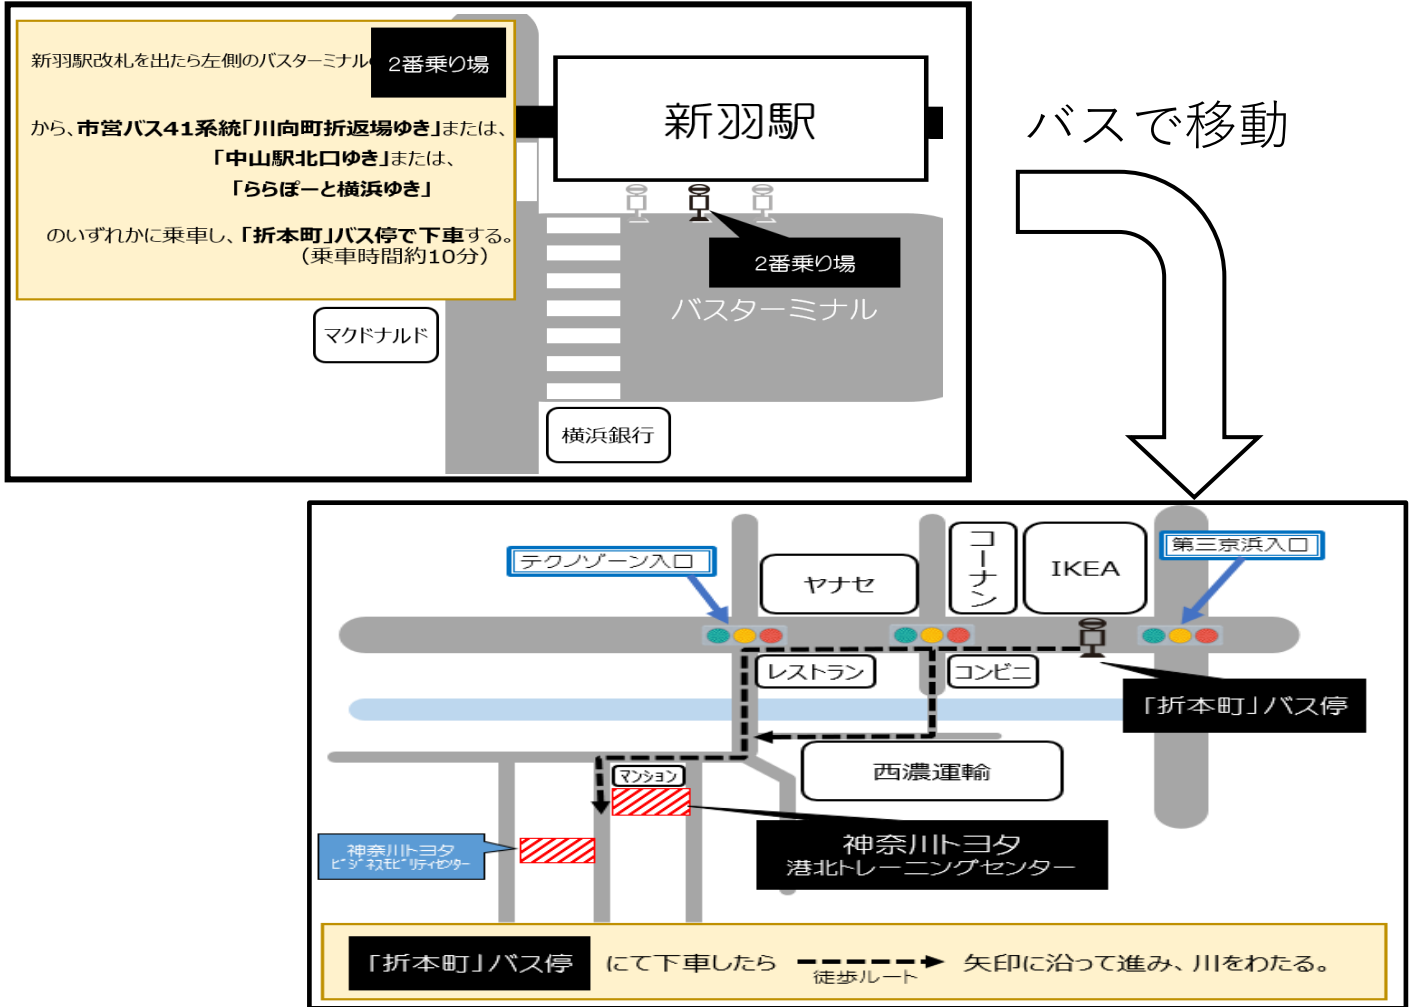 新羽駅改札を出たら左側のバスターミナル
2番乗り場
から、市営バス41系統「川向町折返場ゆき」または、
「中山駅北口ゆき」または、
「ららぽーと横浜ゆき」
のいずれかに乗車し、「折本町」バス停で下車する。
（乗車時間約10分）
新羽駅
2番乗り場
バスターミナル
マクドナルド
横浜銀行
バスで移動
テクノゾーン入口
ヤナセ
コーナン
IKEA
第三京浜入口
レストラン
コンビニ
「折本町」バス停
西濃運輸
マンション
神奈川トヨタ
ビジネスモビリティセンター
神奈川トヨタ
港北トレーニングセンター
「折本町」バス停 にて下車したら 徒歩ルート 矢印に沿って進み、川をわたる。